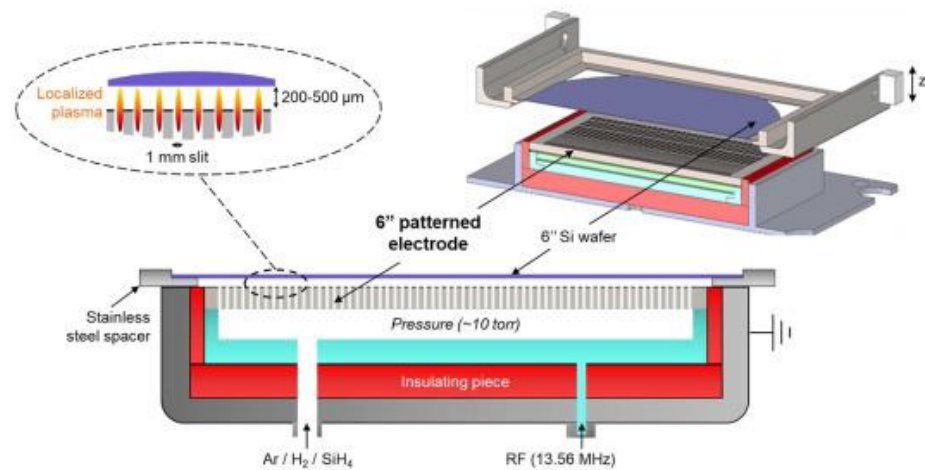 Localized
plasma
200-500 µm
1 mm slit
z
6” patterned
electrode
6'' Si wafer
Stainless
steel spacer
Pressure (~10 torr)
Insulating piece
Ar / H₂ / SiH₄
RF (13.56 MHz)